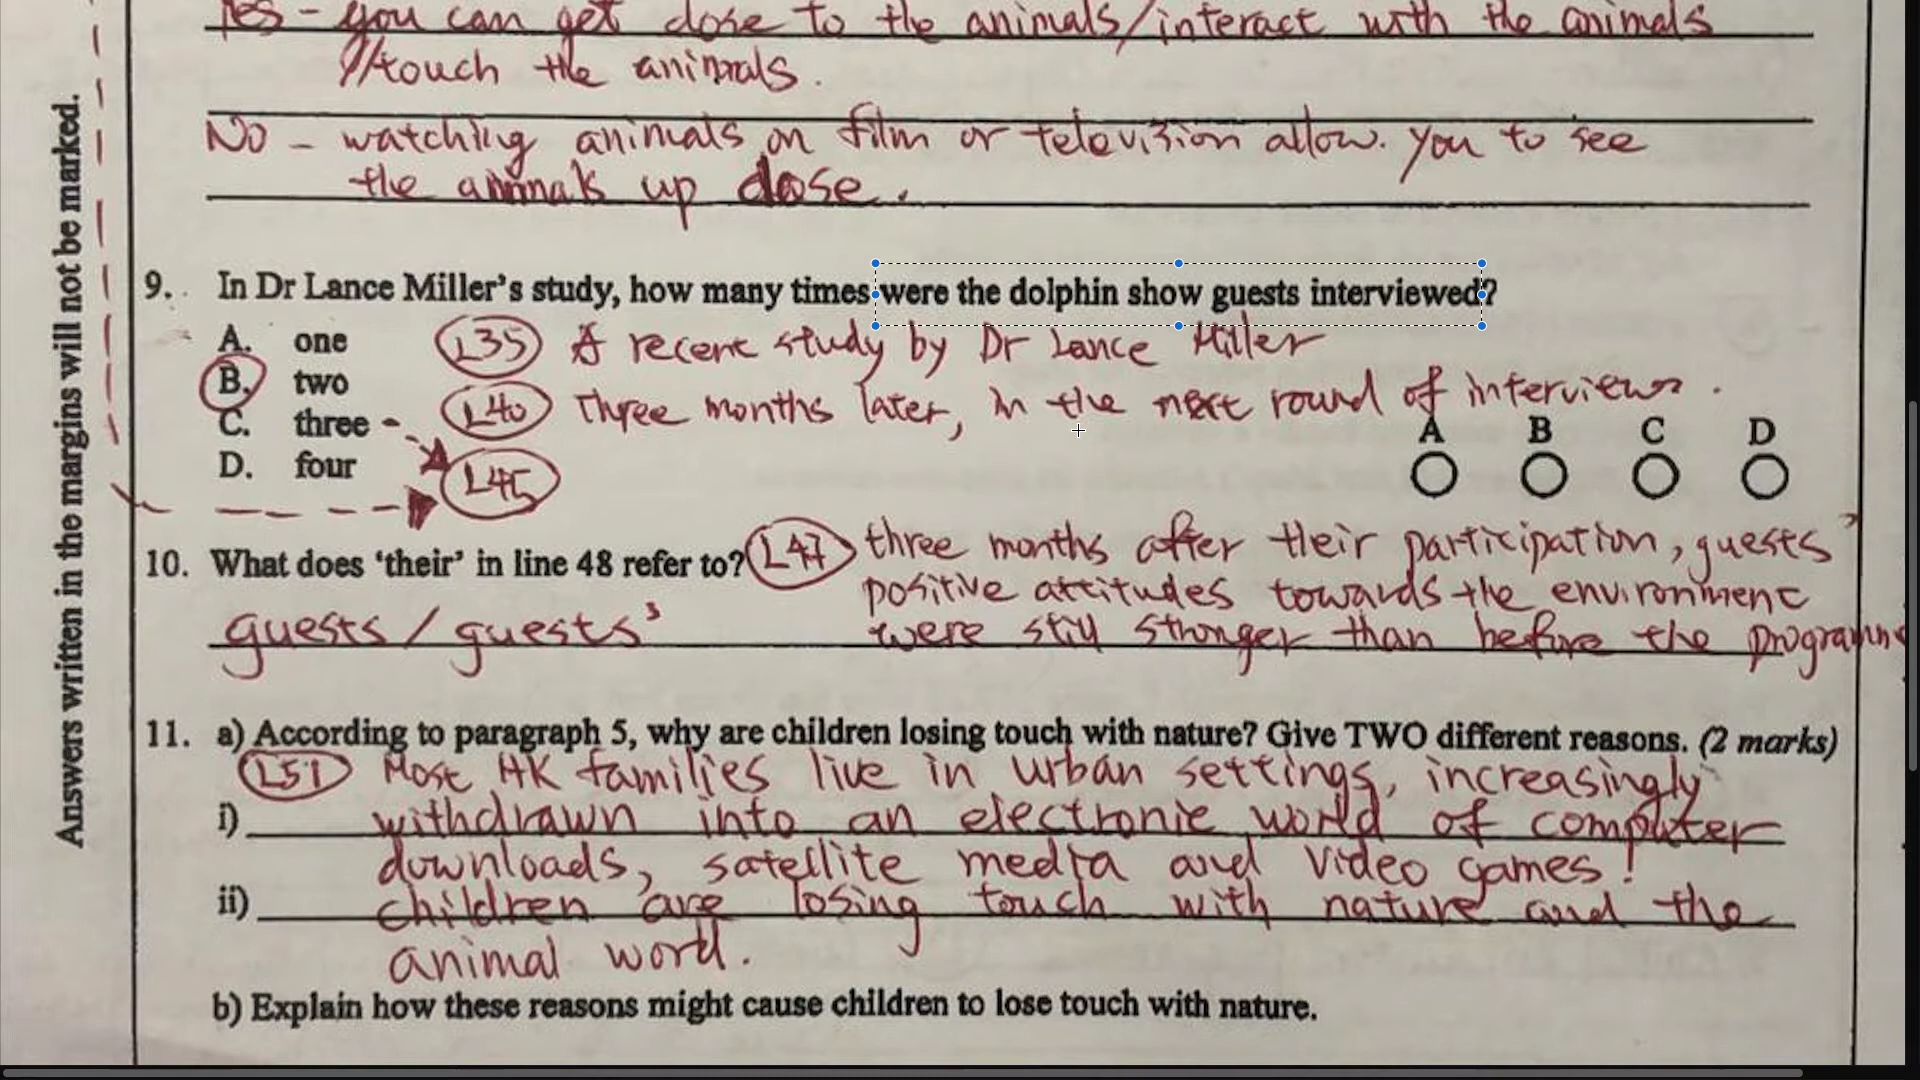 Yes - you can get close to the animals/interact with the animals
//touch the animals.
No - watching animals on film or television allow. you to see
the animals up close.
Answers written in the margins will not be marked.
9. In Dr Lance Miller's study, how many times were the dolphin show guests interviewed?
A. one
L35 A recent study by Dr Lance Miller
B. two
L40 Three months later, in the next round of interviews.
C. three
D. four
L45
A B C D
10. What does 'their' in line 48 refer to?
L47 three months after their participation, guests'
positive attitudes towards the environment
were still stronger than before the programme
guests / guests'
11. a) According to paragraph 5, why are children losing touch with nature? Give TWO different reasons. (2 marks)
L51 Most HK families live in urban settings, increasingly
i) withdrawn into an electronic world of computer
downloads, satellite media and video games!
ii) children are losing touch with nature and the
animal word.
b) Explain how these reasons might cause children to lose touch with nature.